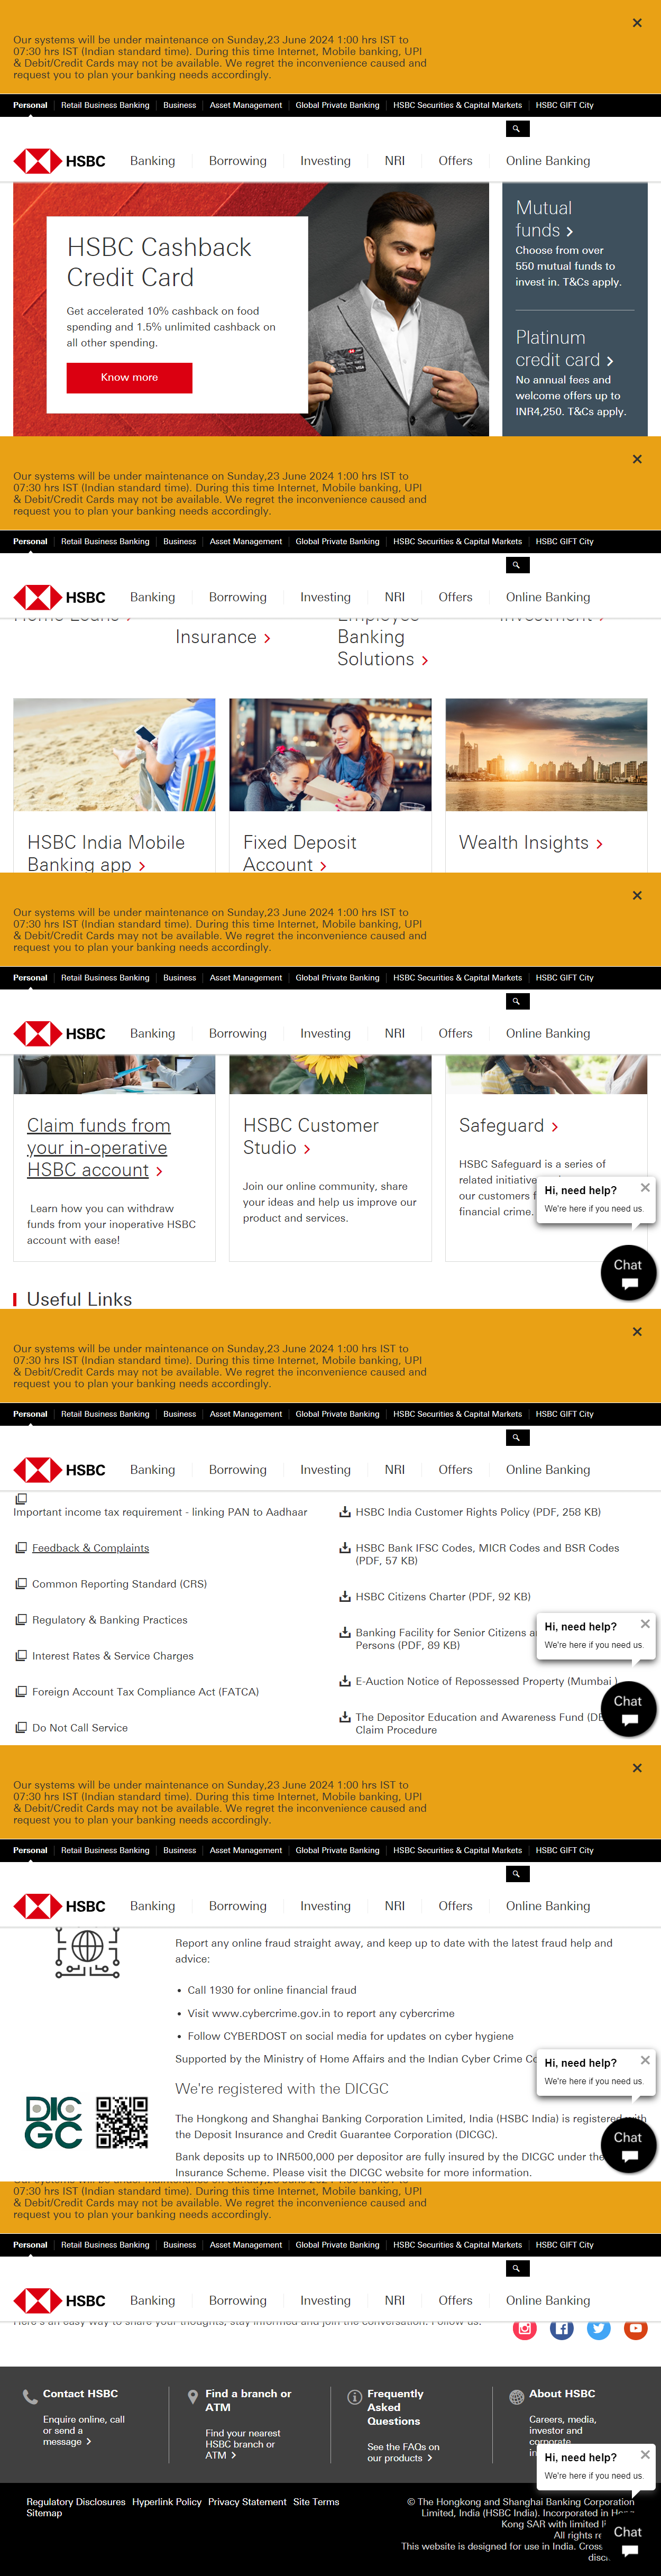 Our systems will be under maintenance on Sunday,23 June 2024 1:00 hrs IST to
07:30 hrs IST (Indian standard time). During this time Internet, Mobile banking, UPI
& Debit/Credit Cards may not be available. We regret the inconvenience caused and
request you to plan your banking needs accordingly.
Personal Retail Business Banking Business Asset Management Global Private Banking HSBC Securities & Capital Markets HSBC GIFT City
HSBC Banking Borrowing Investing NRI Offers Online Banking
HSBC Cashback
Credit Card
Get accelerated 10% cashback on food
spending and 1.5% unlimited cashback on
all other spending.
Know more
Mutual
funds
Choose from over
550 mutual funds to
invest in. T&Cs apply.
Platinum
credit card
No annual fees and
welcome offers up to
INR4,250. T&Cs apply.
Our systems will be under maintenance on Sunday,23 June 2024 1:00 hrs IST to
07:30 hrs IST (Indian standard time). During this time Internet, Mobile banking, UPI
& Debit/Credit Cards may not be available. We regret the inconvenience caused and
request you to plan your banking needs accordingly.
Personal Retail Business Banking Business Asset Management Global Private Banking HSBC Securities & Capital Markets HSBC GIFT City
HSBC Banking Borrowing Investing NRI Offers Online Banking
Home Loans
Insurance
Employee
Banking
Solutions
Investment
HSBC India Mobile
Banking app
Fixed Deposit
Account
Wealth Insights
Our systems will be under maintenance on Sunday,23 June 2024 1:00 hrs IST to
07:30 hrs IST (Indian standard time). During this time Internet, Mobile banking, UPI
& Debit/Credit Cards may not be available. We regret the inconvenience caused and
request you to plan your banking needs accordingly.
Personal Retail Business Banking Business Asset Management Global Private Banking HSBC Securities & Capital Markets HSBC GIFT City
HSBC Banking Borrowing Investing NRI Offers Online Banking
Claim funds from
your in-operative
HSBC account
Learn how you can withdraw
funds from your inoperative HSBC
account with ease!
HSBC Customer
Studio
Join our online community, share
your ideas and help us improve our
product and services.
Safeguard
HSBC Safeguard is a series of
related initiative
our customers
financial crime.
Hi, need help?
We're here if you need us.
Chat
Useful Links
Our systems will be under maintenance on Sunday,23 June 2024 1:00 hrs IST to
07:30 hrs IST (Indian standard time). During this time Internet, Mobile banking, UPI
& Debit/Credit Cards may not be available. We regret the inconvenience caused and
request you to plan your banking needs accordingly.
Personal Retail Business Banking Business Asset Management Global Private Banking HSBC Securities & Capital Markets HSBC GIFT City
HSBC Banking Borrowing Investing NRI Offers Online Banking
Important income tax requirement - linking PAN to Aadhaar
Feedback & Complaints
Common Reporting Standard (CRS)
Regulatory & Banking Practices
Interest Rates & Service Charges
Foreign Account Tax Compliance Act (FATCA)
Do Not Call Service
HSBC India Customer Rights Policy (PDF, 258 KB)
HSBC Bank IFSC Codes, MICR Codes and BSR Codes
(PDF, 57 KB)
HSBC Citizens Charter (PDF, 92 KB)
Banking Facility for Senior Citizens
Persons (PDF, 89 KB)
E-Auction Notice of Repossessed Property (Mumbai )
The Depositor Education and Awareness Fund
Claim Procedure
Hi, need help?
We're here if you need us.
Chat
Our systems will be under maintenance on Sunday,23 June 2024 1:00 hrs IST to
07:30 hrs IST (Indian standard time). During this time Internet, Mobile banking, UPI
& Debit/Credit Cards may not be available. We regret the inconvenience caused and
request you to plan your banking needs accordingly.
Personal Retail Business Banking Business Asset Management Global Private Banking HSBC Securities & Capital Markets HSBC GIFT City
HSBC Banking Borrowing Investing NRI Offers Online Banking
Report any online fraud straight away, and keep up to date with the latest fraud help and
advice:
• Call 1930 for online financial fraud
• Visit www.cybercrime.gov.in to report any cybercrime
• Follow CYBERDOST on social media for updates on cyber hygiene
Supported by the Ministry of Home Affairs and the Indian Cyber Crime
Hi, need help?
We're here if you need us.
Chat
DICGC
We're registered with the DICGC
The Hongkong and Shanghai Banking Corporation Limited, India (HSBC India) is registered with
the Deposit Insurance and Credit Guarantee Corporation (DICGC).
Bank deposits up to INR500,000 per depositor are fully insured by the DICGC under the
Insurance Scheme. Please visit the DICGC website for more information.
07:30 hrs IST (Indian standard time). During this time Internet, Mobile banking, UPI
& Debit/Credit Cards may not be available. We regret the inconvenience caused and
request you to plan your banking needs accordingly.
Personal Retail Business Banking Business Asset Management Global Private Banking HSBC Securities & Capital Markets HSBC GIFT City
HSBC Banking Borrowing Investing NRI Offers Online Banking
Here's an easy way to share your thoughts, stay informed and join the conversation. Follow us.
Contact HSBC
Enquire online, call
or send a
message
Find a branch or
ATM
Find your nearest
HSBC branch or
ATM
Frequently
Asked
Questions
See the FAQs on
our products
About HSBC
Careers, media,
investor and
corporate
Hi, need help?
We're here if you need us.
Chat
Regulatory Disclosures Hyperlink Policy Privacy Statement Site Terms
Sitemap
© The Hongkong and Shanghai Banking Corporation
Limited, India (HSBC India). Incorporated in Hong
Kong SAR with limited
All rights
This website is designed for use in India.